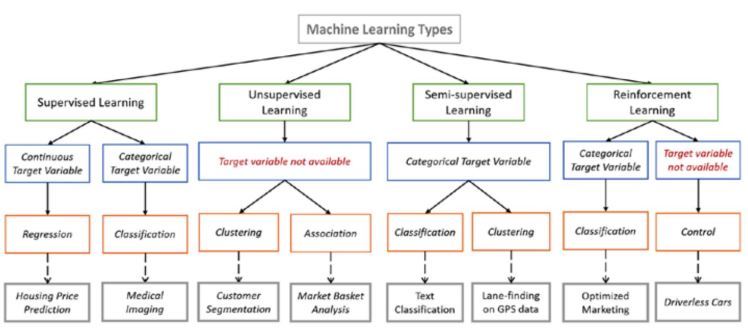 Machine Learning Types
Supervised Learning
Unsupervised
Learning
Semi-supervised
Learning
Reinforcement
Learning
Continuous
Target Variable
Categorical
Target Variable
Target variable not available
Categorical Target Variable
Categorical
Target Variable
Target variable
not available
Regression
Classification
Clustering
Association
Classification
Clustering
Classification
Control
Housing Price
Prediction
Medical
Imaging
Customer
Segmentation
Market Basket
Analysis
Text
Classification
Lane-finding
on GPS data
Optimized
Marketing
Driverless Cars